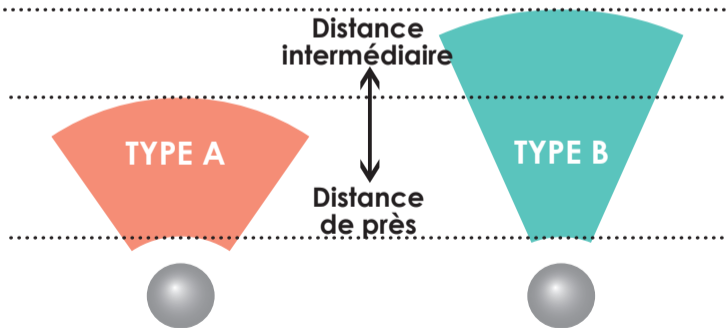 Distance
intermédiaire
TYPE A
TYPE B
Distance
de près